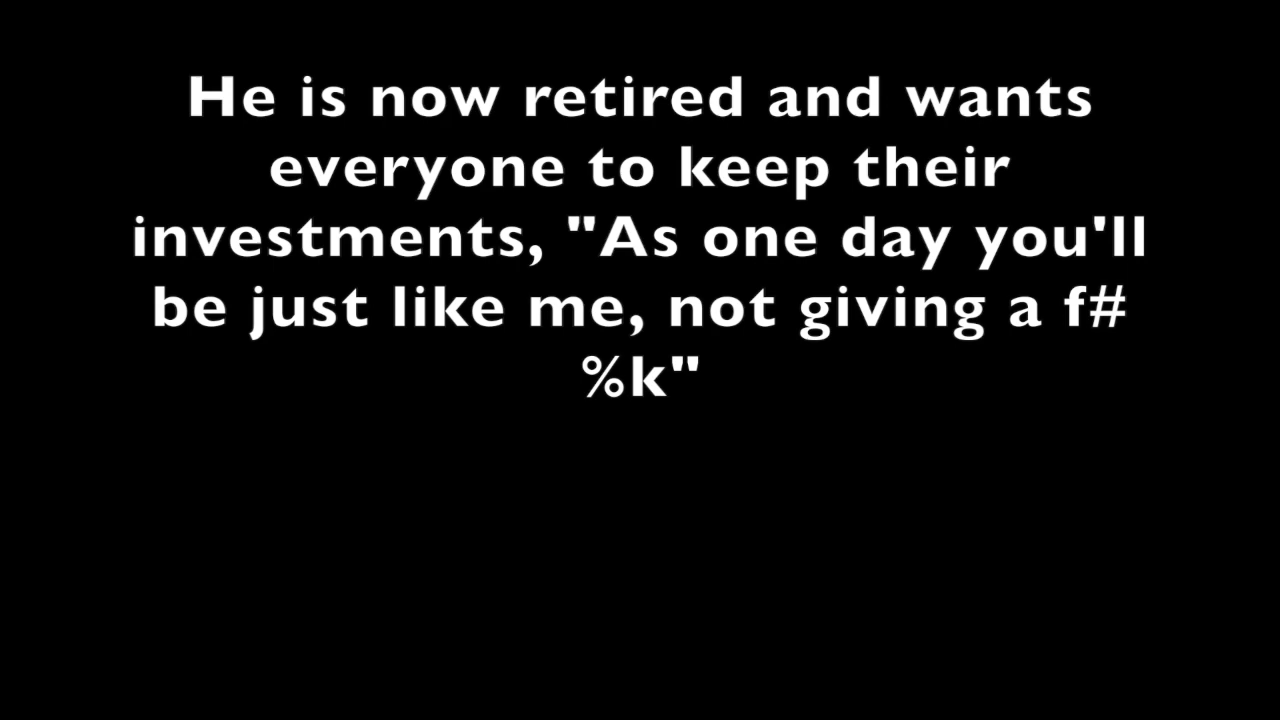 He is now retired and wants
everyone to keep their
investments, "As one day you'll
be just like me, not giving a f#
%k"